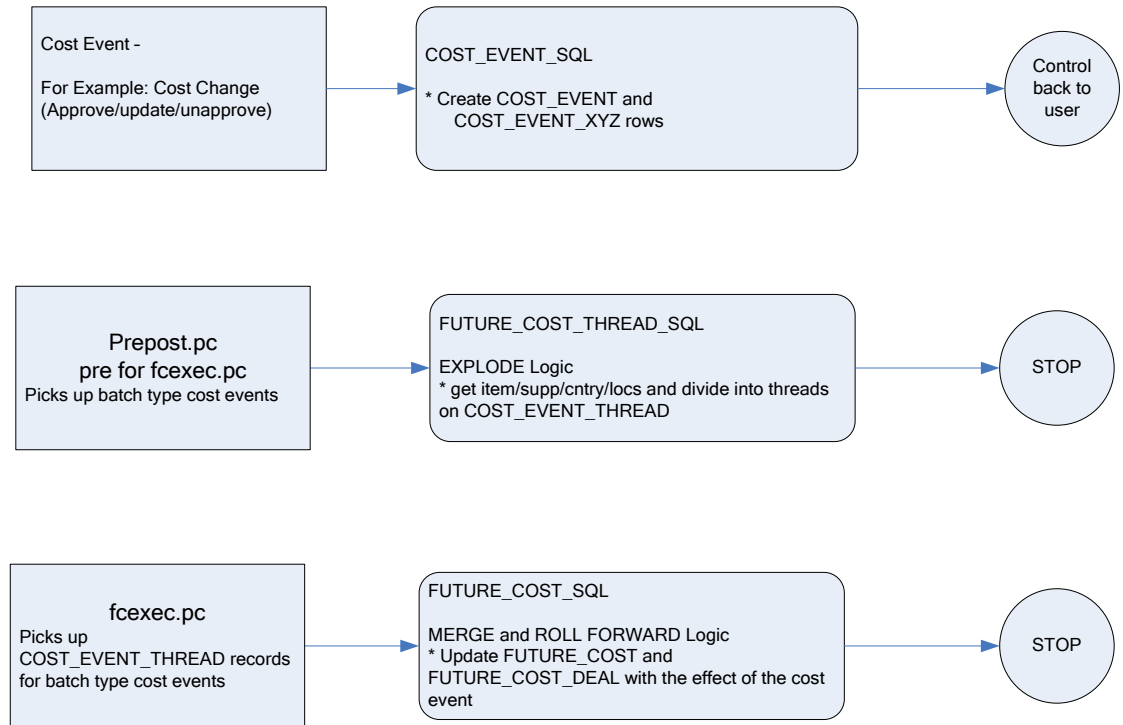 Cost Event –
For Example: Cost Change
(Approve/update/unapprove)
COST_EVENT_SQL
* Create COST_EVENT and
COST_EVENT_XYZ rows
Control
back to
user
Prepost.pc
pre for fcexec.pc
Picks up batch type cost events
FUTURE_COST_THREAD_SQL
EXPLODE Logic
* get item/supp/cntry/locs and divide into threads
on COST_EVENT_THREAD
STOP
fcexec.pc
Picks up
COST_EVENT_THREAD records
for batch type cost events
FUTURE_COST_SQL
MERGE and ROLL FORWARD Logic
* Update FUTURE_COST and
FUTURE_COST_DEAL with the effect of the cost
event
STOP